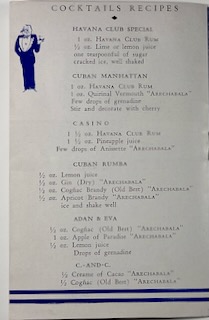 COCKTAILS RECIPES
HAVANA CLUB SPECIAL
1 oz. HAVANA CLUB RUM
½ oz. Lime or lemon juice
one teaspoonful of sugar
cracked ice, well shaked
CUBAN MANHATTAN
1 oz. HAVANA CLUB RUM
1 oz. Quninal Vermouth "ARECHABALA"
Few drops of grenadine
Stir and decorate with cherry
CASINO
1 ½ oz. HAVANA CLUB RUM
1 ½ oz. Pineapple juice
Few drops of Anisette "ARECHABALA"
CUBAN RUMBA
½ oz. Lemon juice
½ oz. Gin (Dry) "ARECHABALA"
½ oz. Coghac Brandy (Old Best) "ARECHABALA"
½ oz. Apricot Brandy "ARECHABALA"
ice and shake well
ADAN & EVA
½ oz. Coghac (Old Best) "ARECHABALA"
1 oz. Apple of Paradise "ARECHABALA"
½ oz. Lemon juice
Drops of grenadine
C.-AND-C.
½ Creame of Cacao "ARECHABALA"
½ Coghac (Old Best) "ARECHABALA"